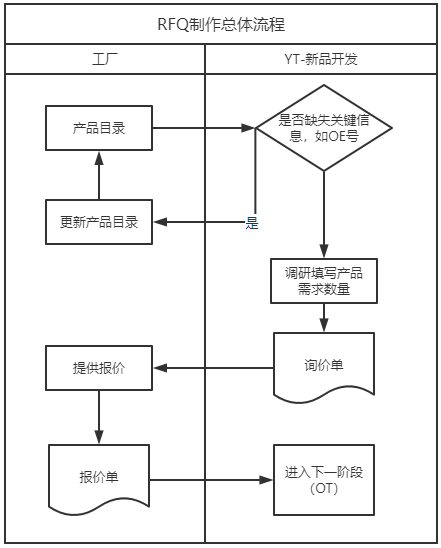 RFQ制作总体流程
工厂
YT-新品开发
产品目录
是否缺失关键信
息，如OE号
更新产品目录
是
调研填写产品
需求数量
提供报价
询价单
报价单
进入下一阶段
（OT）